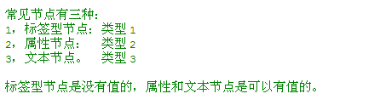 常见节点有三种:
1，标签型节点：类型1
2，属性节点：  类型2
3，文本节点。  类型3
标签型节点是没有值的，属性和文本节点是可以有值的。